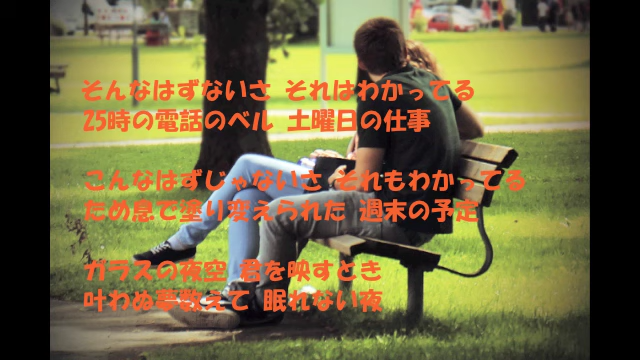 そんなはずないさ それはわかってる
25時の電話のベル 土曜日の仕事
こんなはずじゃないさ それもわかってる
ため息で塗り変えられた 週末の予定
ガラスの夜空 君を映すとき
叶わぬ夢数えて 眠れない夜